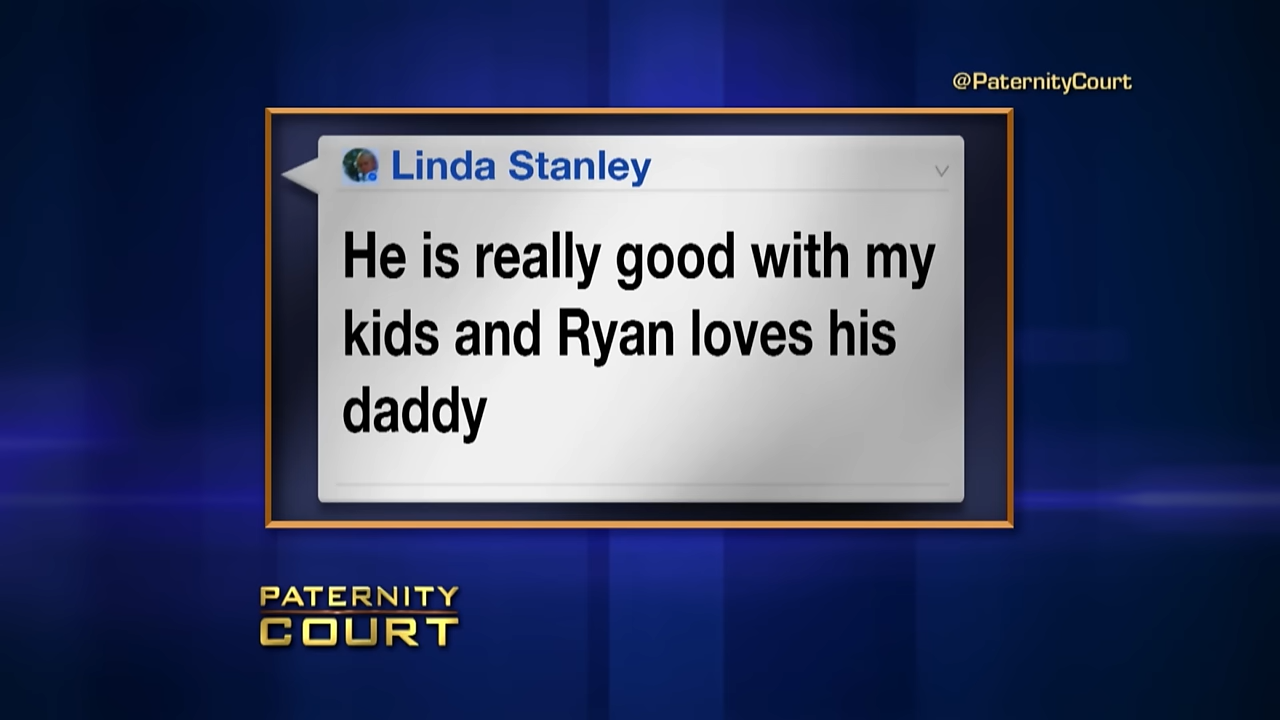 @PaternityCourt
Linda Stanley
He is really good with my
kids and Ryan loves his
daddy
PATERNITY
COURT